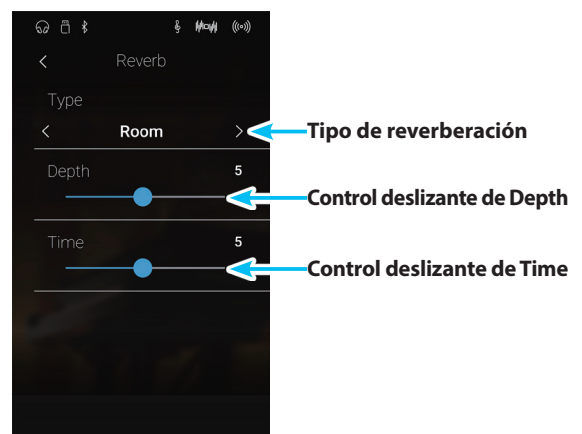 Reverb
Type
Room
Tipo de reverberación
Depth 5
Control deslizante de Depth
Time 5
Control deslizante de Time